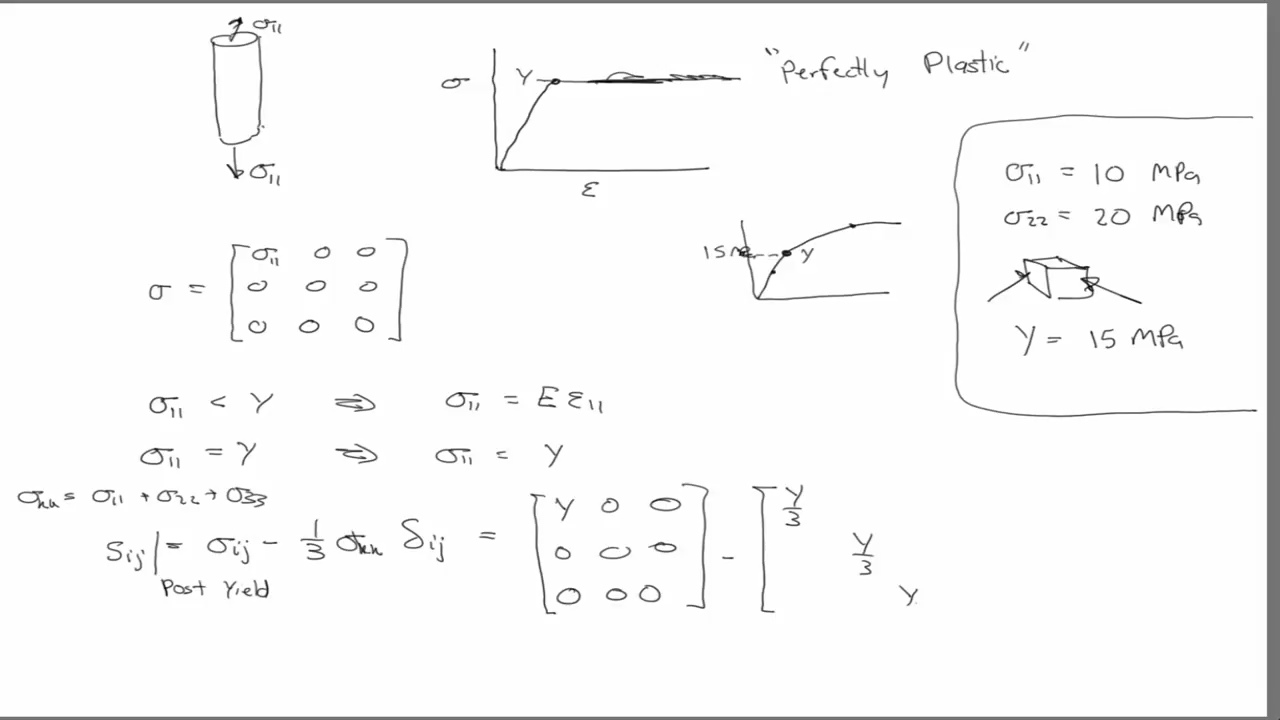 σ11
σ11
σ
Y
ε
"Perfectly Plastic"
σ11 = 10 MPa
σ22 = 20 MPa
Y = 15 MPa
Y
σ = [ σ11 0 0
0 0 0
0 0 0 ]
σ11 < Y ⇒ σ11 = E ε11
σ11 = Y ⇒ σ11 = Y
σkk = σ11 + σ22 + σ33
Sij | = σij - 1/3 σkk δij = [ Y 0 0
0 0 0
0 0 0 ] - [ Y/3
Y/3
Y
Post Yield